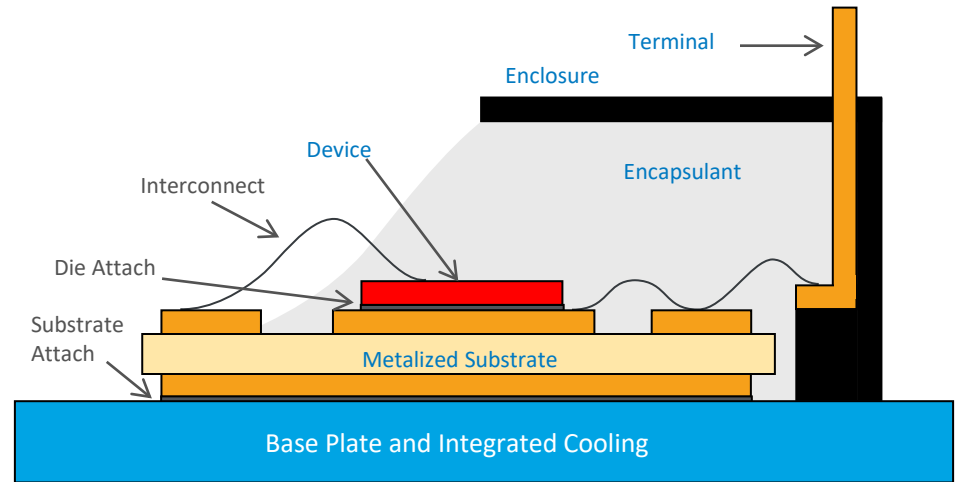 Terminal
Enclosure
Device
Encapsulant
Interconnect
Die Attach
Substrate
Attach
Metalized Substrate
Base Plate and Integrated Cooling